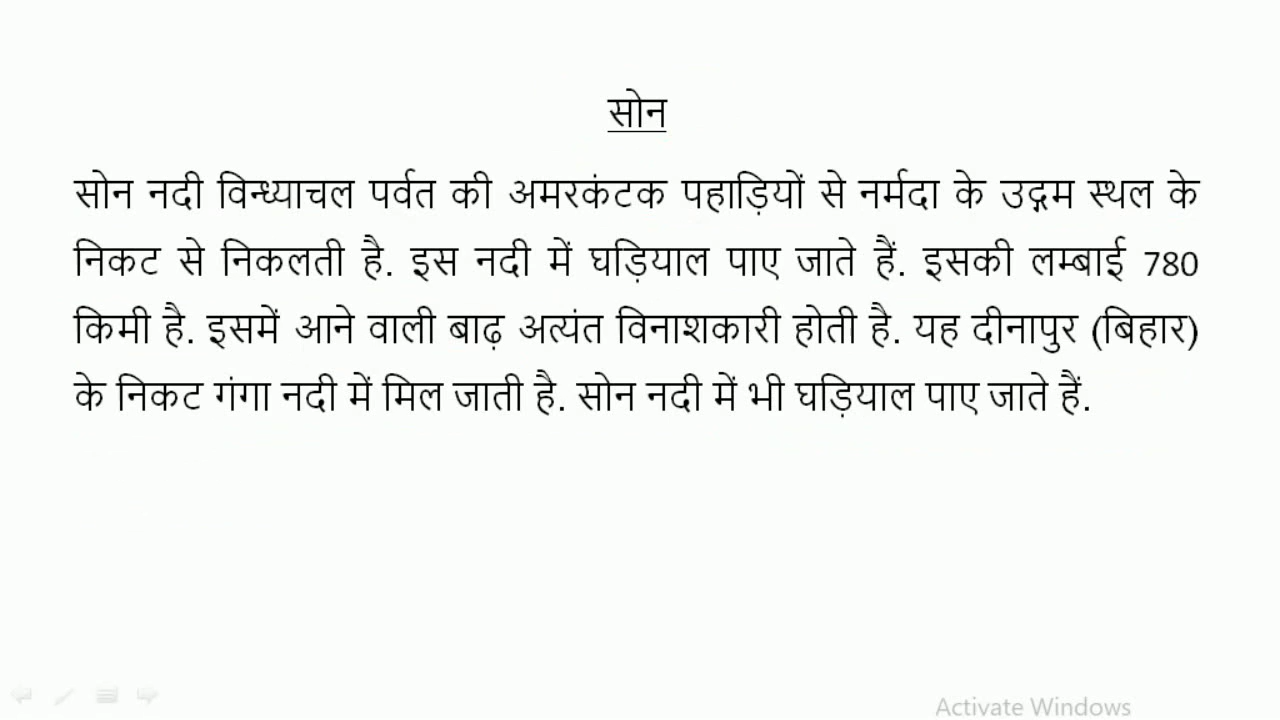 सोन
सोन नदी विन्ध्याचल पर्वत की अमरकंटक पहाड़ियों से नर्मदा के उद्गम स्थल के
निकट से निकलती है. इस नदी में घड़ियाल पाए जाते हैं. इसकी लम्बाई 780
किमी है. इसमें आने वाली बाढ़ अत्यंत विनाशकारी होती है. यह दीनापुर (बिहार)
के निकट गंगा नदी में मिल जाती है. सोन नदी में भी घड़ियाल पाए जाते हैं.
Activate Windows